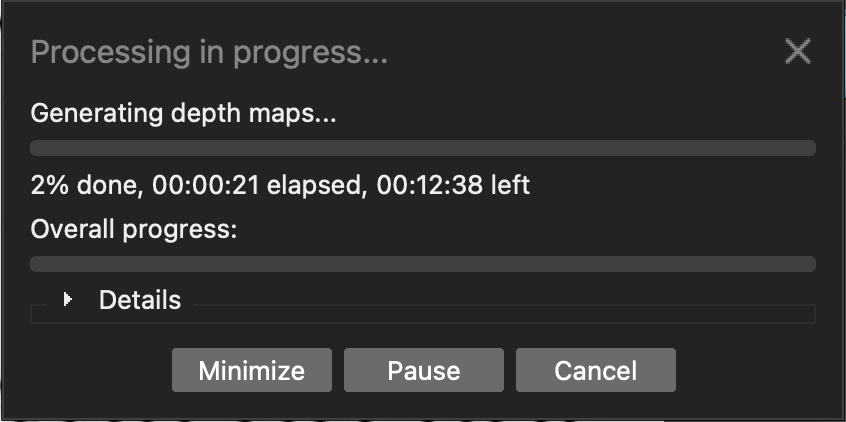 Processing in progress...
Generating depth maps...
2% done, 00:00:21 elapsed, 00:12:38 left
Overall progress:
Details
Minimize Pause Cancel